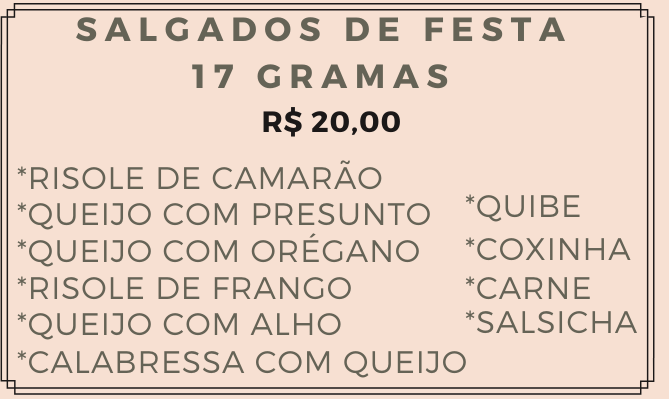 SALGADOS DE FESTA
17 GRAMAS
R$ 20,00
*RISOLE DE CAMARÃO
*QUEIJO COM PRESUNTO
*QUEIJO COM ORÉGANO
*RISOLE DE FRANGO
*QUEIJO COM ALHO
*CALABRESSA COM QUEIJO
*QUIBE
*COXINHA
*CARNE
*SALSICHA